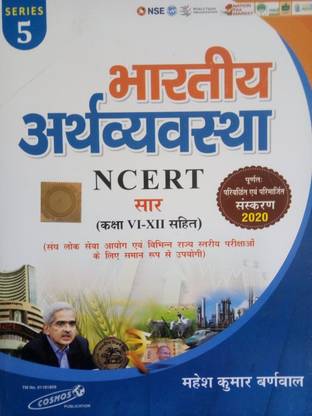 SERIES
5
NSE
भारतीय
अर्थव्यवस्था
NCERT
सार
(कक्षा VI-XII सहित)
पूर्णतः
परिवर्द्धित एवं परिमार्जित
संस्करण
2020
(संघ लोक सेवा आयोग एवं विभिन्न राज्य स्तरीय परीक्षाओं
के लिए समान रूप से उपयोगी)
COSMOS
महेश कुमार बर्णवाल